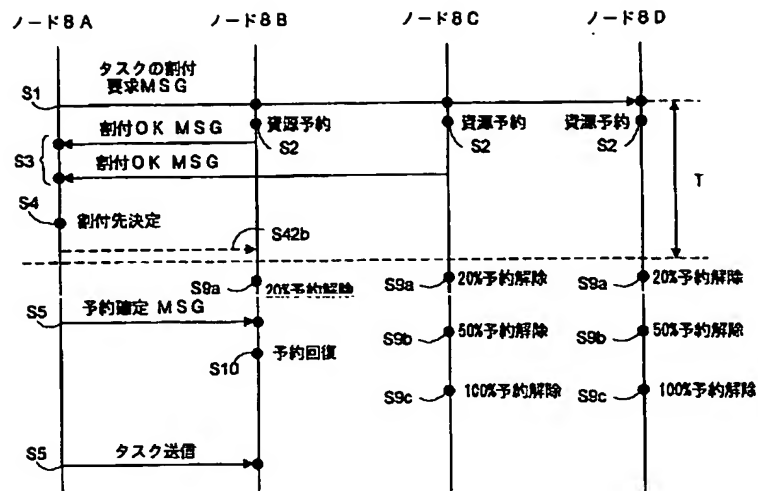 ノード8A ノード8B ノード8C ノード8D
タスクの割付
要求MSG
S1
割付OK MSG
資源予約 資源予約 資源予約
S2 S2 S2
S3
割付OK MSG
T
S4
割付先決定
S42b
S9a 20%予約解除 S9a 20%予約解除 S9a 20%予約解除
S5 予約確定 MSG
S9b 50%予約解除 S9b 50%予約解除
S10 予約回復
S9c 100%予約解除 S9c 100%予約解除
S5 タスク送信